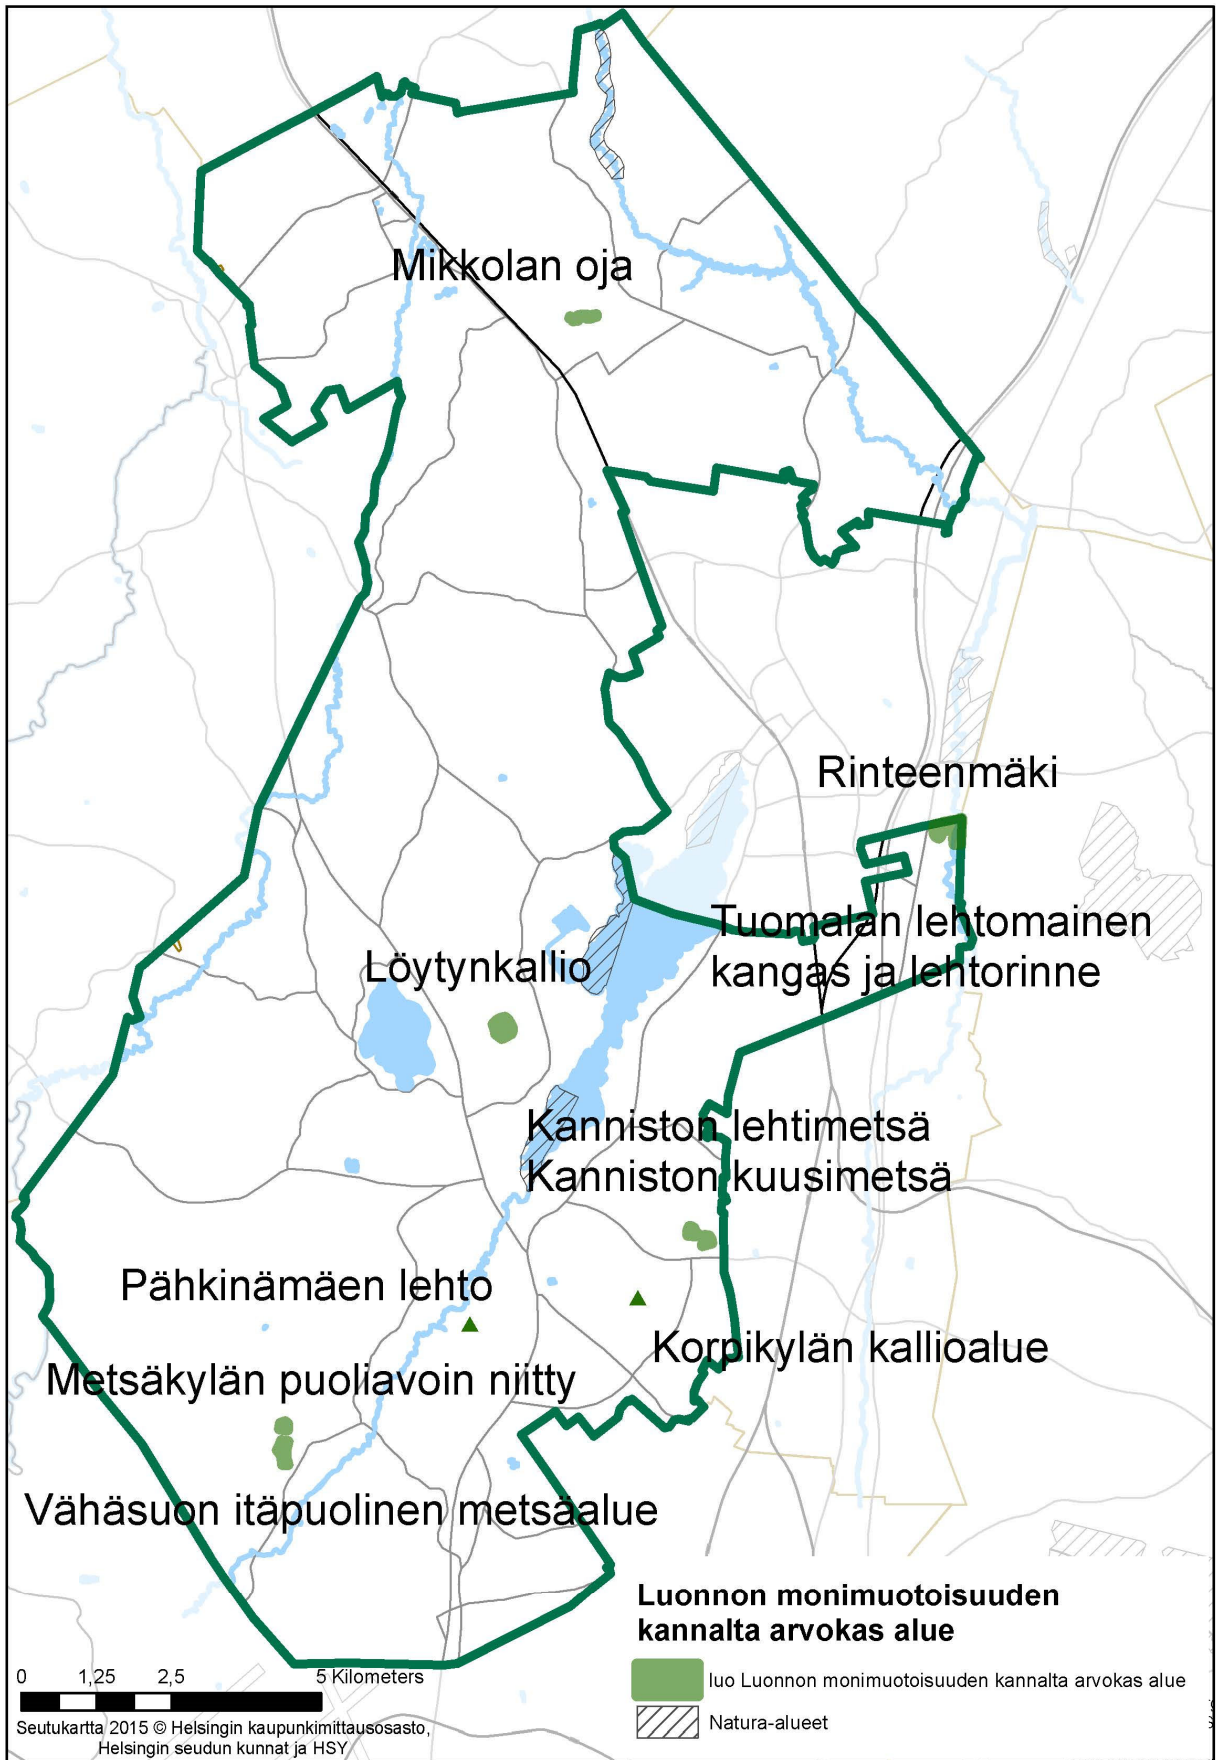 Mikkolan oja
Rinteenmäki
Tuomalan lehtomainen
kangas ja lehtorinne
Löytynkallio
Kanniston lehtimetsä
Kanniston kuusimetsä
Pähkinämäen lehto
Korpikylän kallioalue
Metsäkylän puoliavoin niitty
Vähäsuon itäpuolinen metsäalue
Luonnon monimuotoisuuden
kannalta arvokas alue
luo Luonnon monimuotoisuuden kannalta arvokas alue
Natura-alueet
0 1,25 2,5 5 Kilometers
Seutukartta 2015 © Helsingin kaupunkimittausosasto,
Helsingin seudun kunnat ja HSY